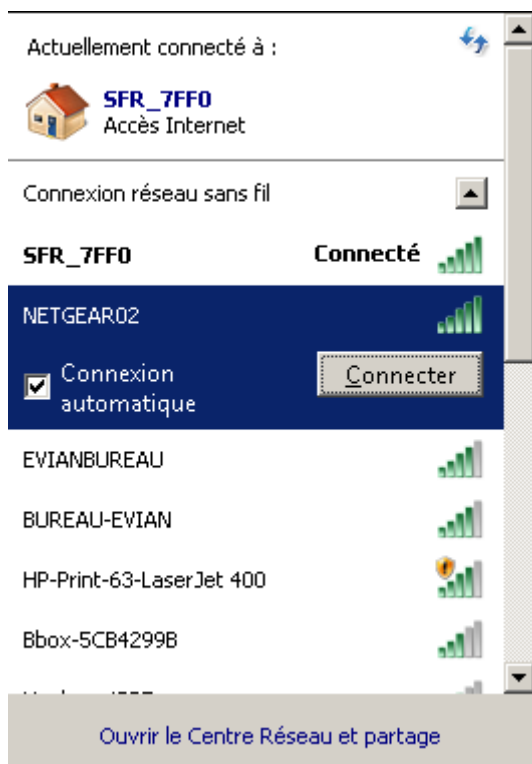 Actuellement connecté à :
SFR_7FF0
Accès Internet
Connexion réseau sans fil
SFR_7FF0 Connecté
NETGEAR02
Connexion automatique
Connecter
EVIANBUREAU
BUREAU-EVIAN
HP-Print-63-LaserJet 400
Bbox-5CB4299B
Ouvrir le Centre Réseau et partage